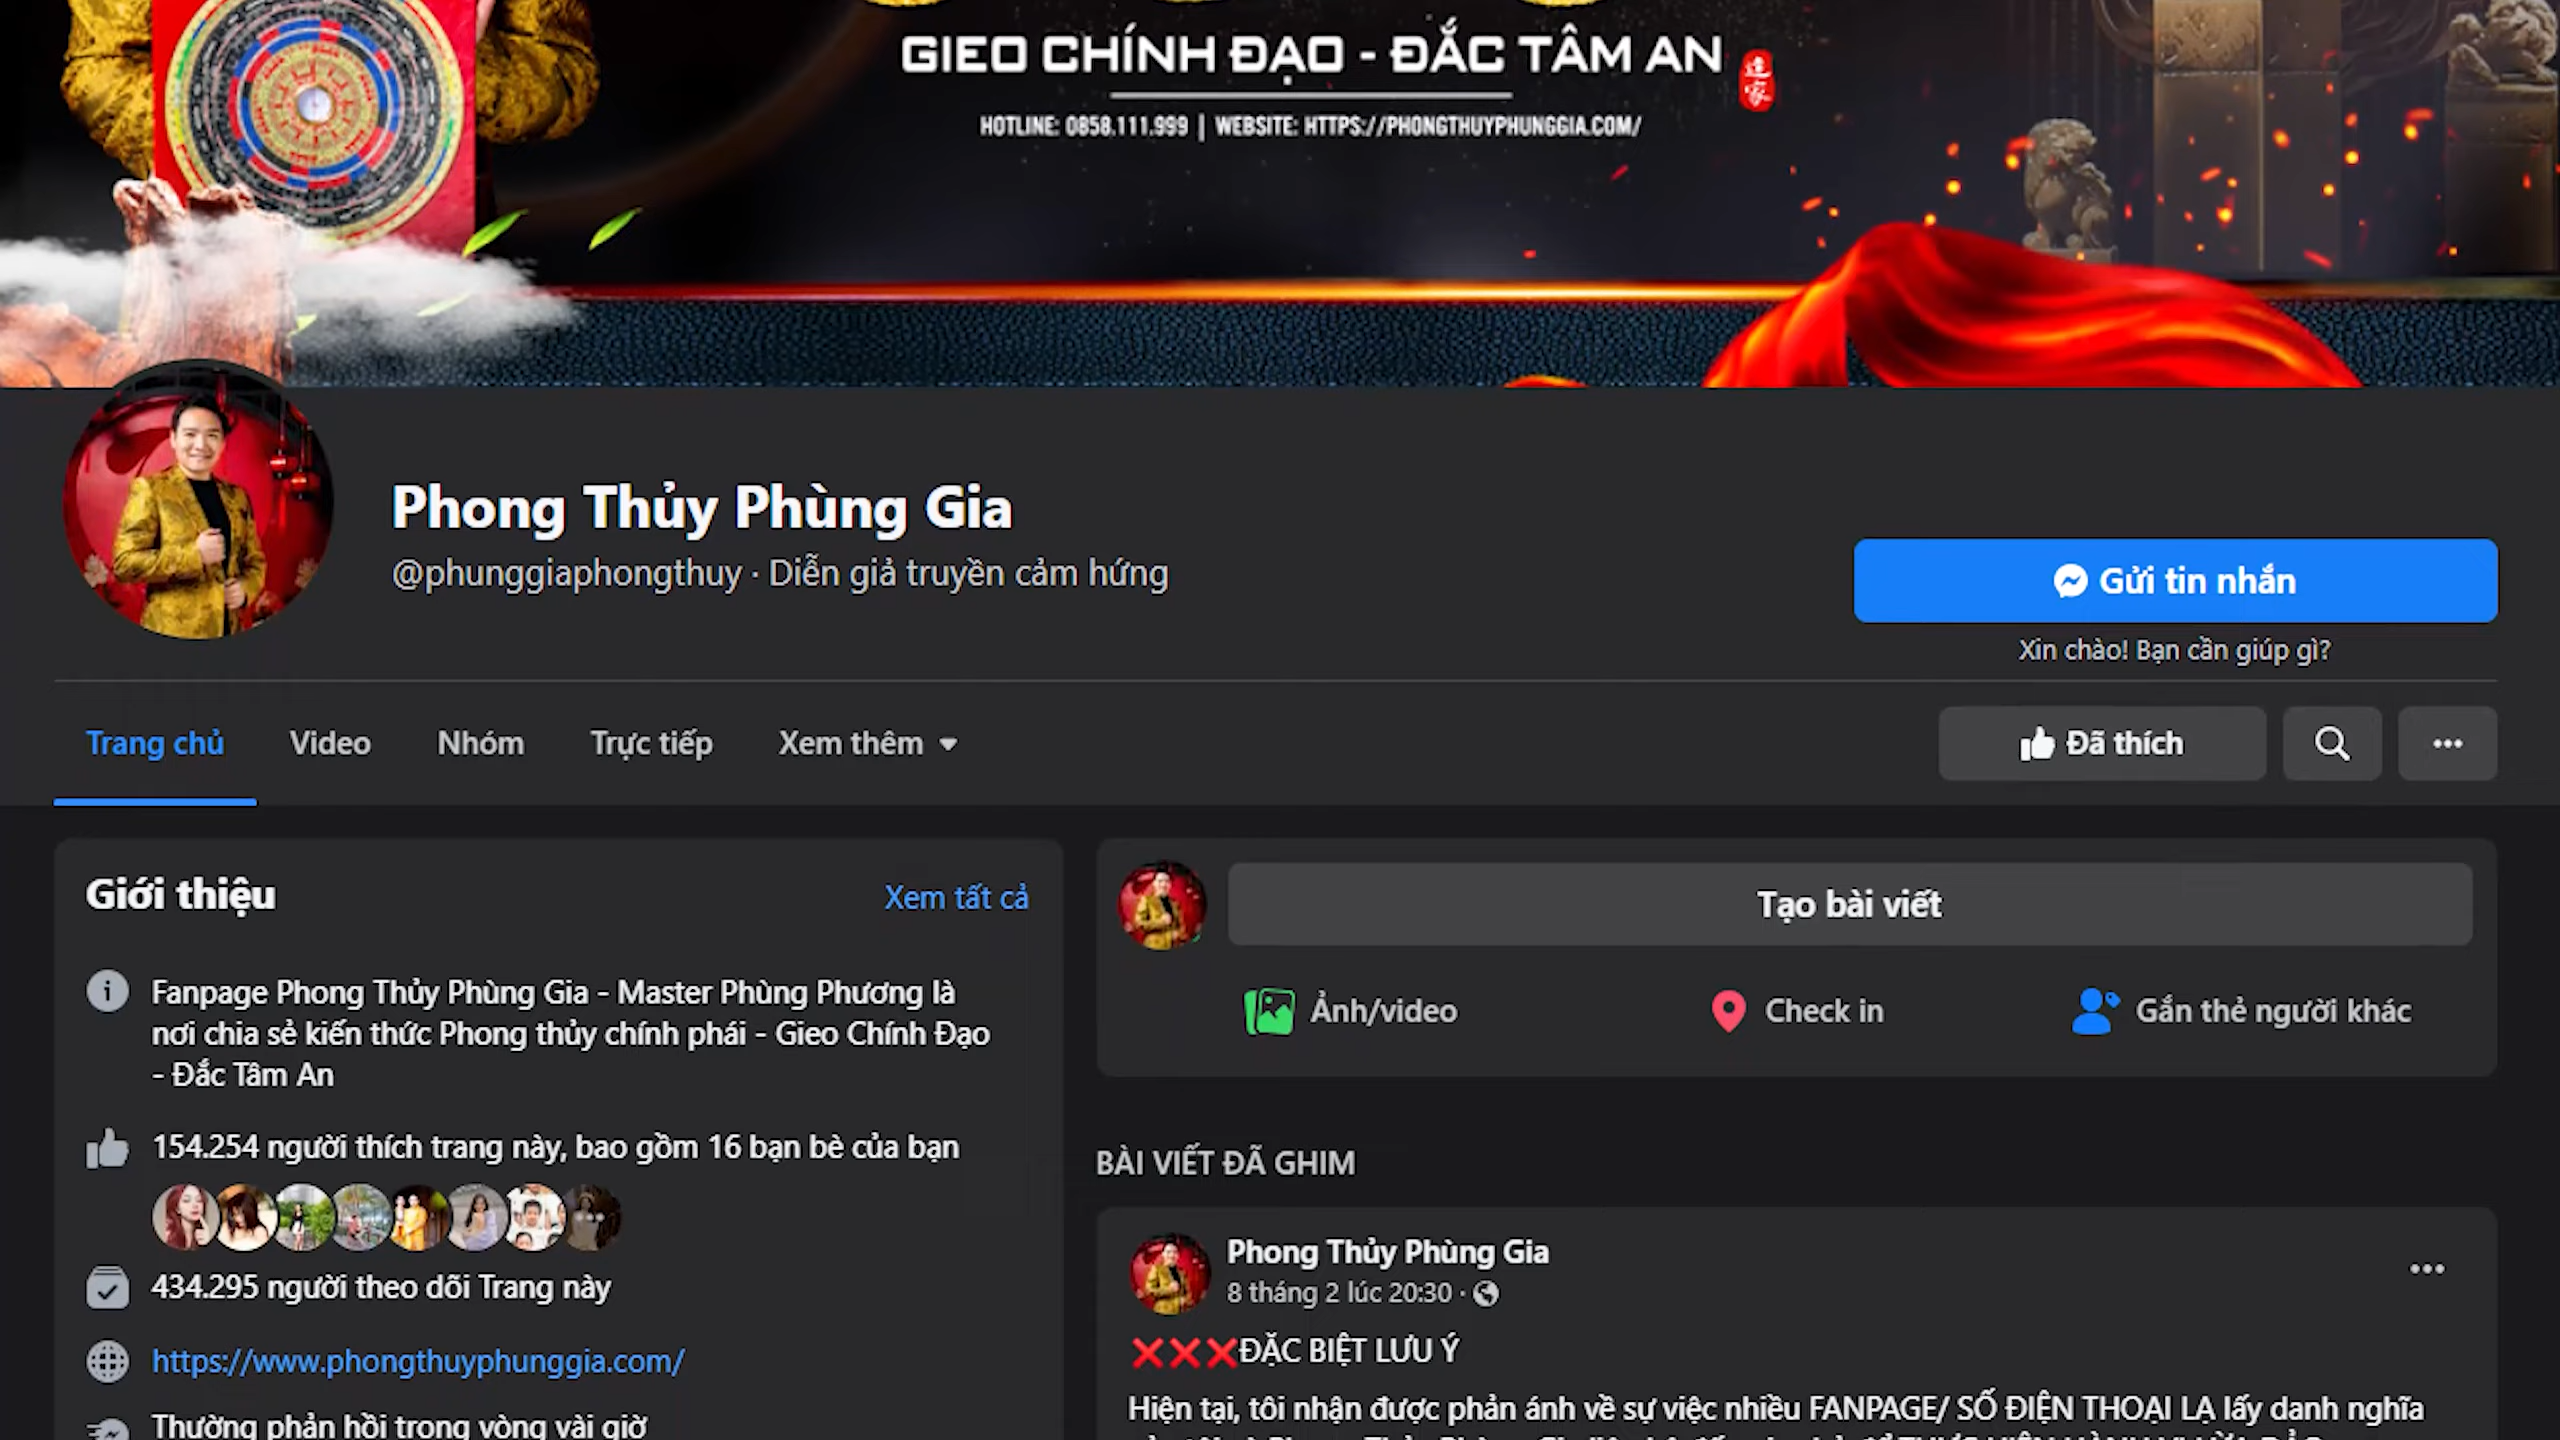 GIEO CHÍNH ĐẠO - ĐẮC TÂM AN
HOTLINE: 0858.111.999 | WEBSITE: HTTPS://PHONGTHUYPHUNGGIA.COM/
Phong Thủy Phùng Gia
@phunggiaphongthuy · Diễn giả truyền cảm hứng
Gửi tin nhắn
Xin chào! Bạn cần giúp gì?
Trang chủ
Video
Nhóm
Trực tiếp
Xem thêm
Đã thích
Giới thiệu
Xem tất cả
Fanpage Phong Thủy Phùng Gia - Master Phùng Phương là
nơi chia sẻ kiến thức Phong thủy chính phái - Gieo Chính Đạo
- Đắc Tâm An
154.254 người thích trang này, bao gồm 16 bạn bè của bạn
434.295 người theo dõi Trang này
https://www.phongthuyphunggia.com/
Thường phản hồi trong vòng vài giờ
Tạo bài viết
Ảnh/video
Check in
Gắn thẻ người khác
BÀI VIẾT ĐÃ GHIM
Phong Thủy Phùng Gia
8 tháng 2 lúc 20:30 ·
❌❌❌ĐẶC BIỆT LƯU Ý
Hiện tại, tôi nhận được phản ánh về sự việc nhiều FANPAGE/ SỐ ĐIỆN THOẠI LẠ lấy danh nghĩa